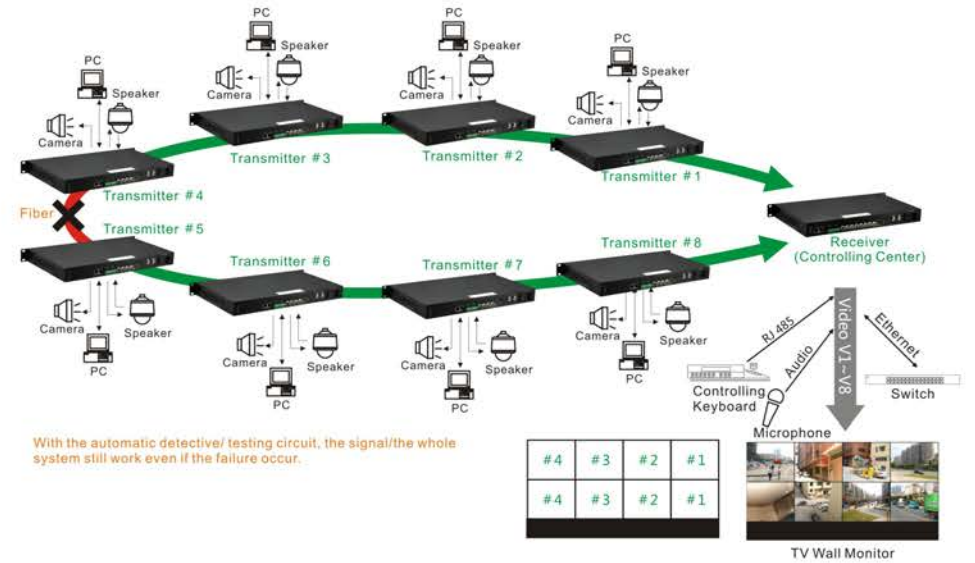 PC
Speaker
Camera
Transmitter #4
PC
Speaker
Camera
Transmitter #3
PC
Speaker
Camera
Transmitter #2
PC
Speaker
Camera
Transmitter #1
Fiber
Transmitter #5
Camera
Speaker
PC
Transmitter #6
Camera
Speaker
PC
Transmitter #7
Camera
Speaker
PC
Transmitter #8
Camera
Speaker
PC
Receiver
(Controlling Center)
RJ 485
Audio
Video V1~V8
Ethernet
Controlling
Keyboard
Microphone
Switch
With the automatic detective/ testing circuit, the signal/the whole
system still work even if the failure occur.
#4 #3 #2 #1
#4 #3 #2 #1
TV Wall Monitor